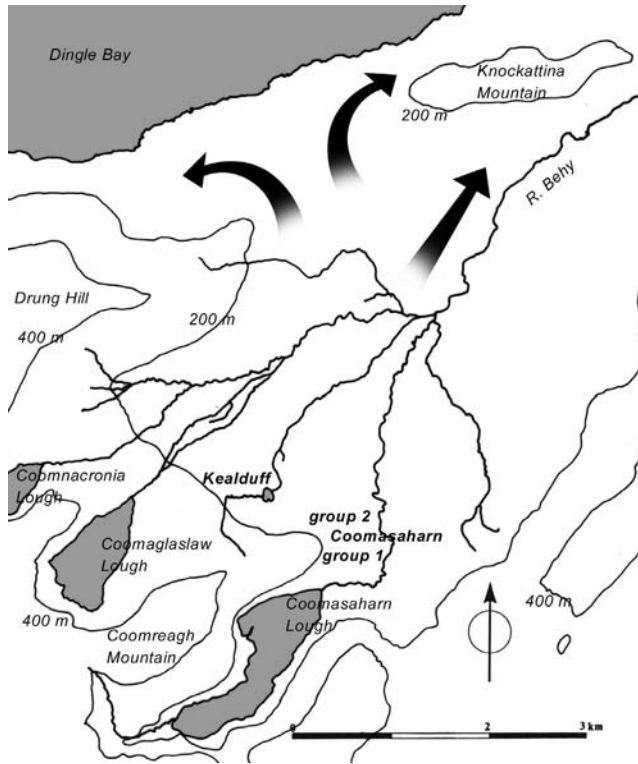 Dingle Bay
Knockattina
Mountain
200 m
R. Behy
Drung Hill
400 m
200 m
Coomnacronia
Lough
Kealduff
group 2
Coomasaharn
group 1
Coomaglaslaw
Lough
400 m
Coomreagh
Mountain
Coomasaharn
Lough
400 m
0 2 3 km